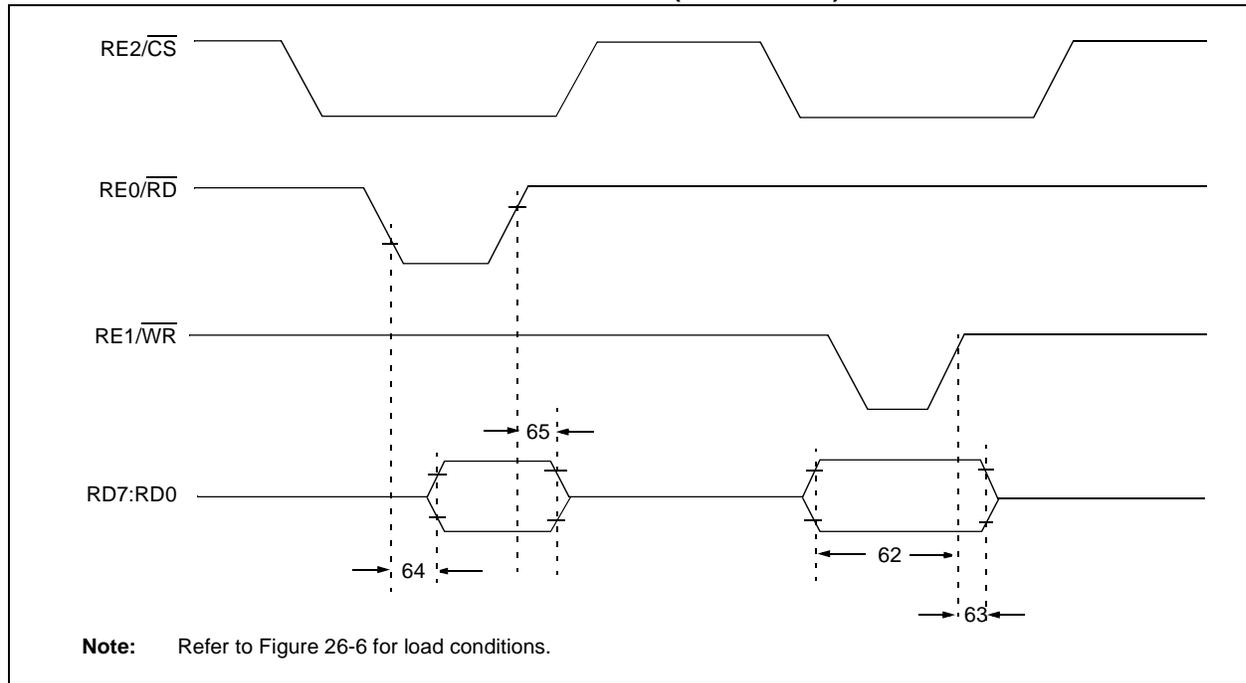 RE2/CS
RE0/RD
RE1/WR
65
RD7:RD0
62
64
63
Note: Refer to Figure 26-6 for load conditions.